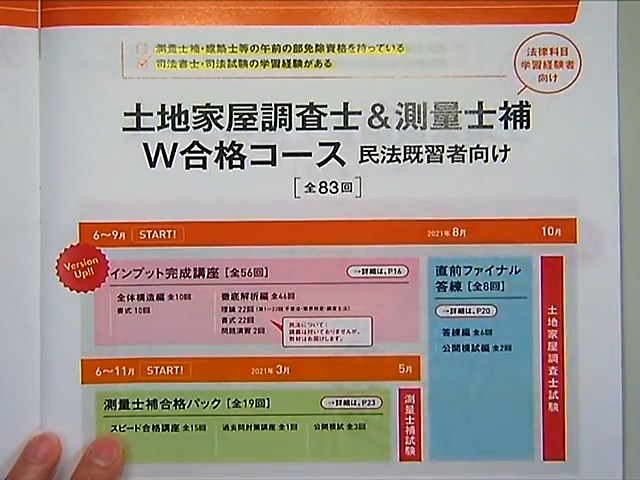 測量士補・建築士等の午前の部免除資格を持っている
司法書士・司法試験の学習経験がある
法律科目
学習経験者
向け
土地家屋調査士&測量士補
W合格コース 民法既習者向け
[全83回]
6〜9月 START! 2021年 8月 10月
Version
Up!!
インプット完成講座 [全56回] →詳細は、P16
全体構造編 全10回
書式 10回
徹底解析編 全46回
理論 22回
書式 22回
問題演習 2回
民法について:
講義は付いておりませんが、
教材はお届けします。
直前ファイナル
答練 [全8回]
→詳細は、P20
答練編 全6回
公開模試編 全2回
土地家屋調査士試験
6〜11月 START! 2021年 3月 5月
測量士補合格パック [全19回] →詳細は、P23
スピード合格講座 全15回 過去問対策講座 全1回 公開模試 全3回
測量士補試験